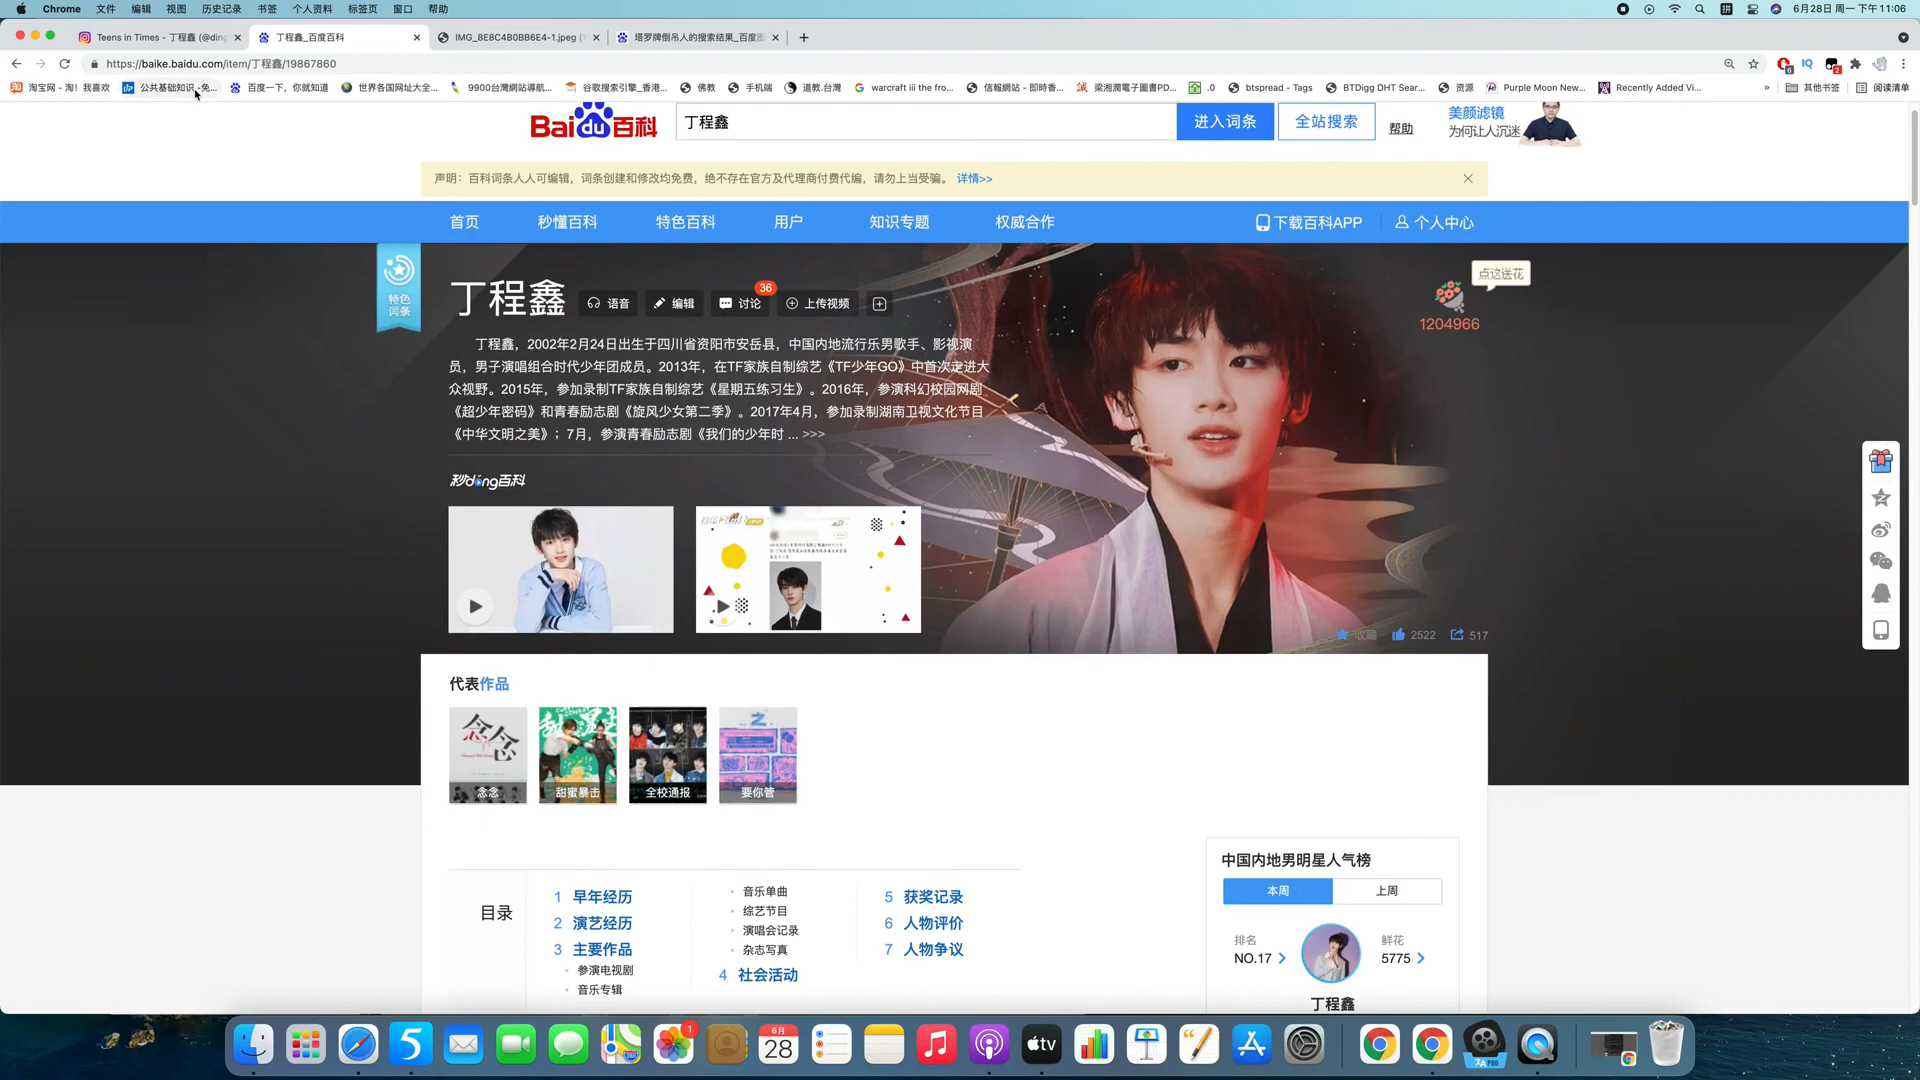 Chrome 文件 编辑 视图 历史记录 书签 个人资料 标签页 窗口 帮助 6月28日 周一 下午11:06
Teens in Times - 丁程鑫 (@ding
丁程鑫_百度百科
IMG_8E8C4B0BB6E4-1.jpeg (
塔罗牌倒吊人的搜索结果_百度图
https://baike.baidu.com/item/丁程鑫/19867860
淘宝网 - 淘！我喜欢 公共基础知识 -免... 百度一下，你就知道 世界各国网址大全... 9900台灣網站導航... 谷歌搜索引擎_香港... 佛教 手机端 道教.台灣 warcraft iii the fro... 信報網站 - 即時香... 梁湘潤電子圖書PD... .0 btspread - Tags BTDigg DHT Sear... 资源 Purple Moon New... Recently Added Vi... » 其他书签 阅读清单
Bai du 百科 丁程鑫 进入词条 全站搜索 帮助
美颜滤镜
为何让人沉迷
声明：百科词条人人可编辑，词条创建和修改均免费，绝不存在官方及代理商付费代编，请勿上当受骗。 详情>>
首页 秒懂百科 特色百科 用户 知识专题 权威合作 下载百科APP 个人中心
特色
词条
丁程鑫 语音 编辑 讨论 36 上传视频
点这送花
1204966
丁程鑫，2002年2月24日出生于四川省资阳市安岳县，中国内地流行乐男歌手、影视演
员，男子演唱组合时代少年团成员。2013年，在TF家族自制综艺《TF少年GO》中首次走进大
众视野。2015年，参加录制TF家族自制综艺《星期五练习生》。2016年，参演科幻校园网剧
《超少年密码》和青春励志剧《旋风少女第二季》。2017年4月，参加录制湖南卫视文化节目
《中华文明之美》；7月，参演青春励志剧《我们的少年时 ... >>>
秒dǒng百科
收藏 2522 517
代表作品
念念 甜蜜暴击 全校通报 要你管
目录
1 早年经历
2 演艺经历
3 主要作品
参演电视剧
音乐专辑
音乐单曲
综艺节目
演唱会记录
杂志写真
4 社会活动
5 获奖记录
6 人物评价
7 人物争议
中国内地男明星人气榜
本周 上周
排名
NO.17
鲜花
5775
丁程鑫
6月
28
1
5
tv